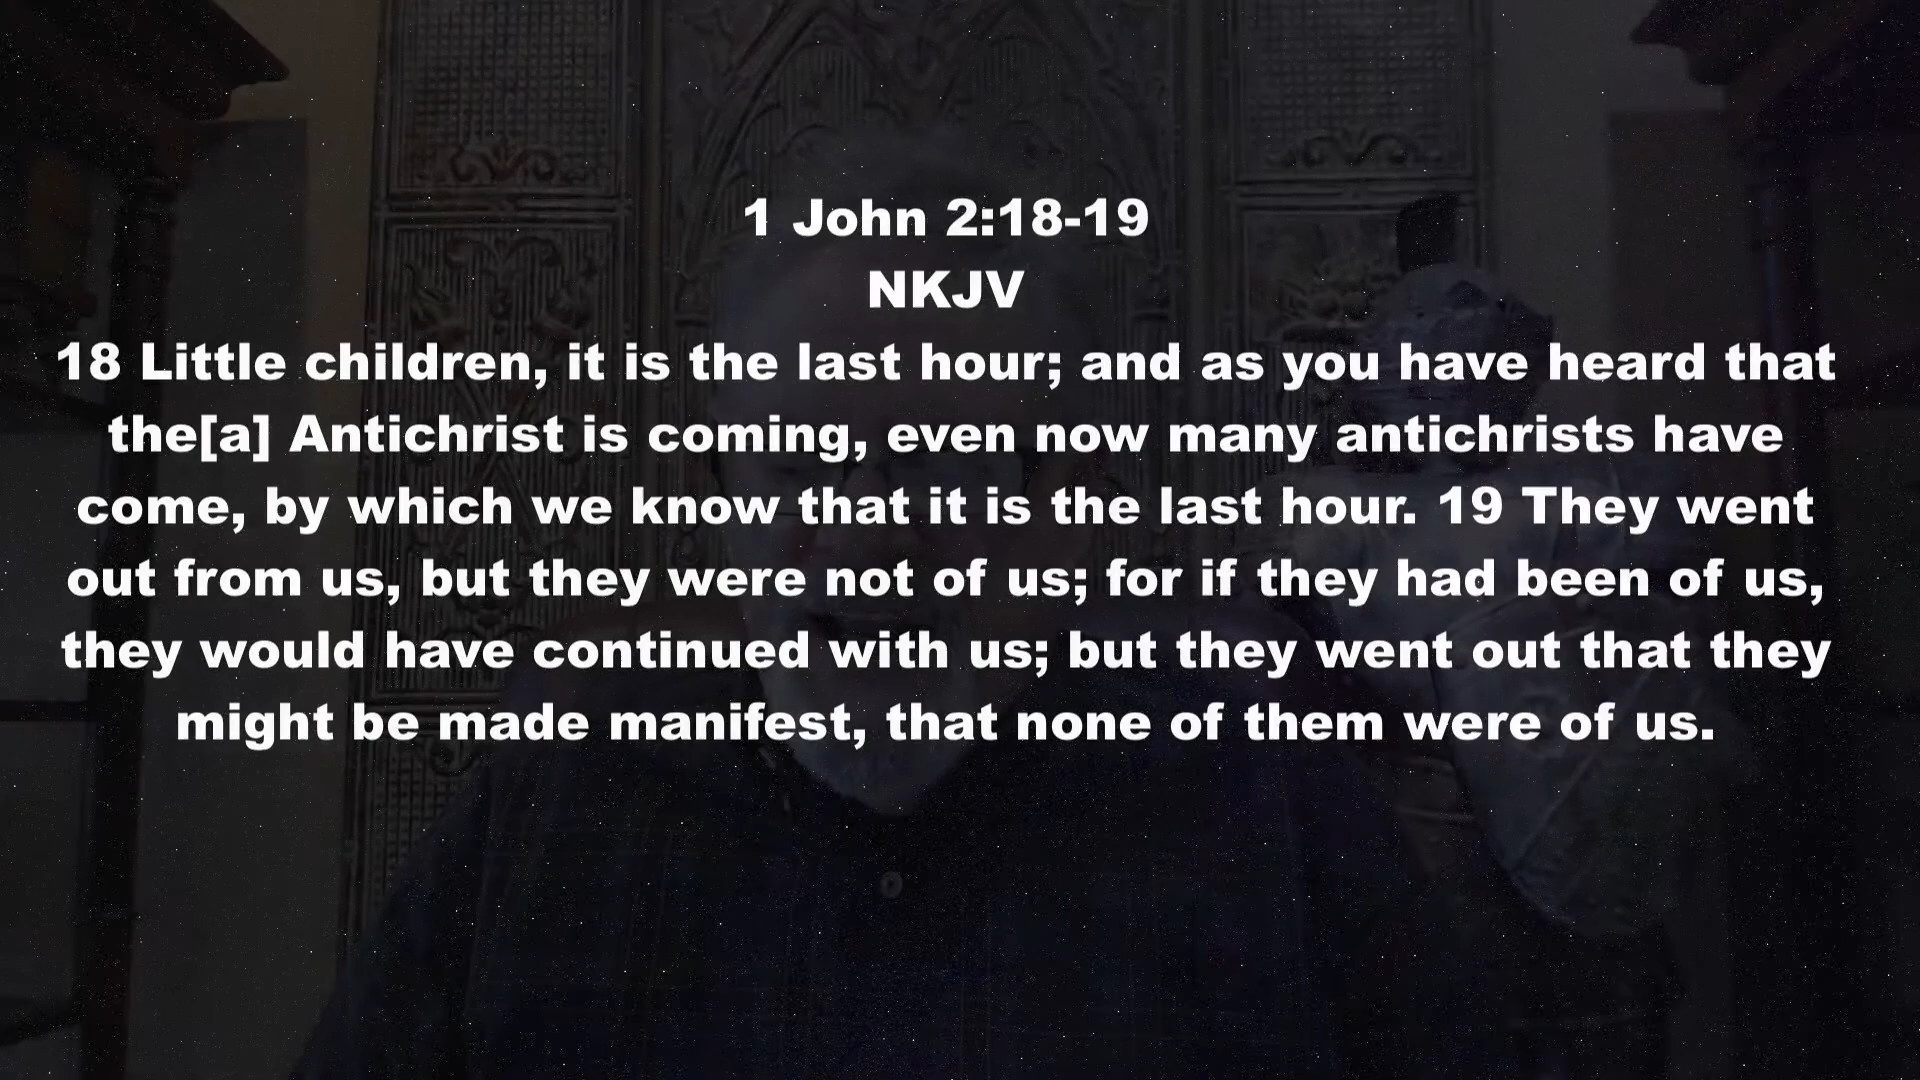 1 John 2:18-19
NKJV
18 Little children, it is the last hour; and as you have heard that
the[a] Antichrist is coming, even now many antichrists have
come, by which we know that it is the last hour. 19 They went
out from us, but they were not of us; for if they had been of us,
they would have continued with us; but they went out that they
might be made manifest, that none of them were of us.